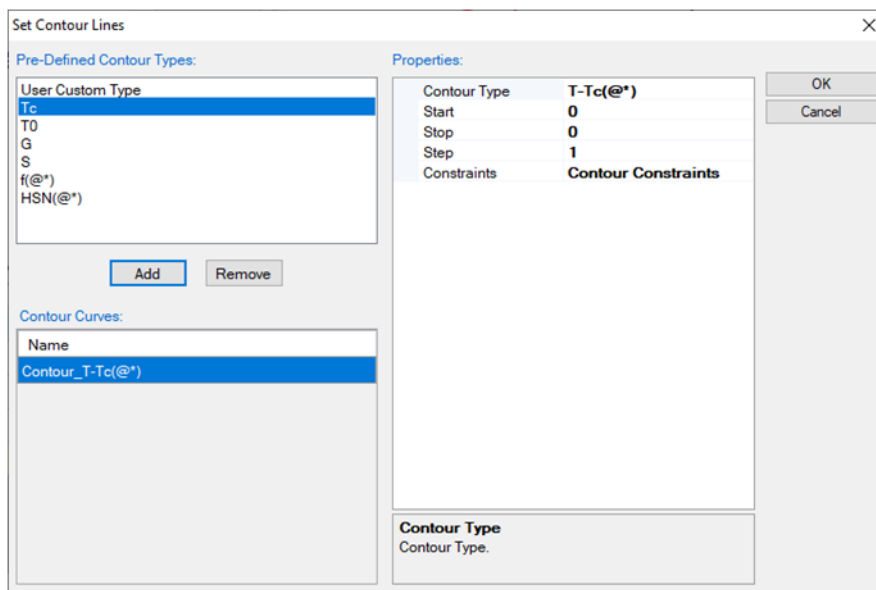 Set Contour Lines
Pre-Defined Contour Types:
User Custom Type
Tc
T0
G
S
f(@*)
HSN(@*)
Add
Remove
Contour Curves:
Name
Contour_T-Tc(@*)
Properties:
Contour Type T-Tc(@*)
Start 0
Stop 0
Step 1
Constraints Contour Constraints
Contour Type
Contour Type.
OK
Cancel